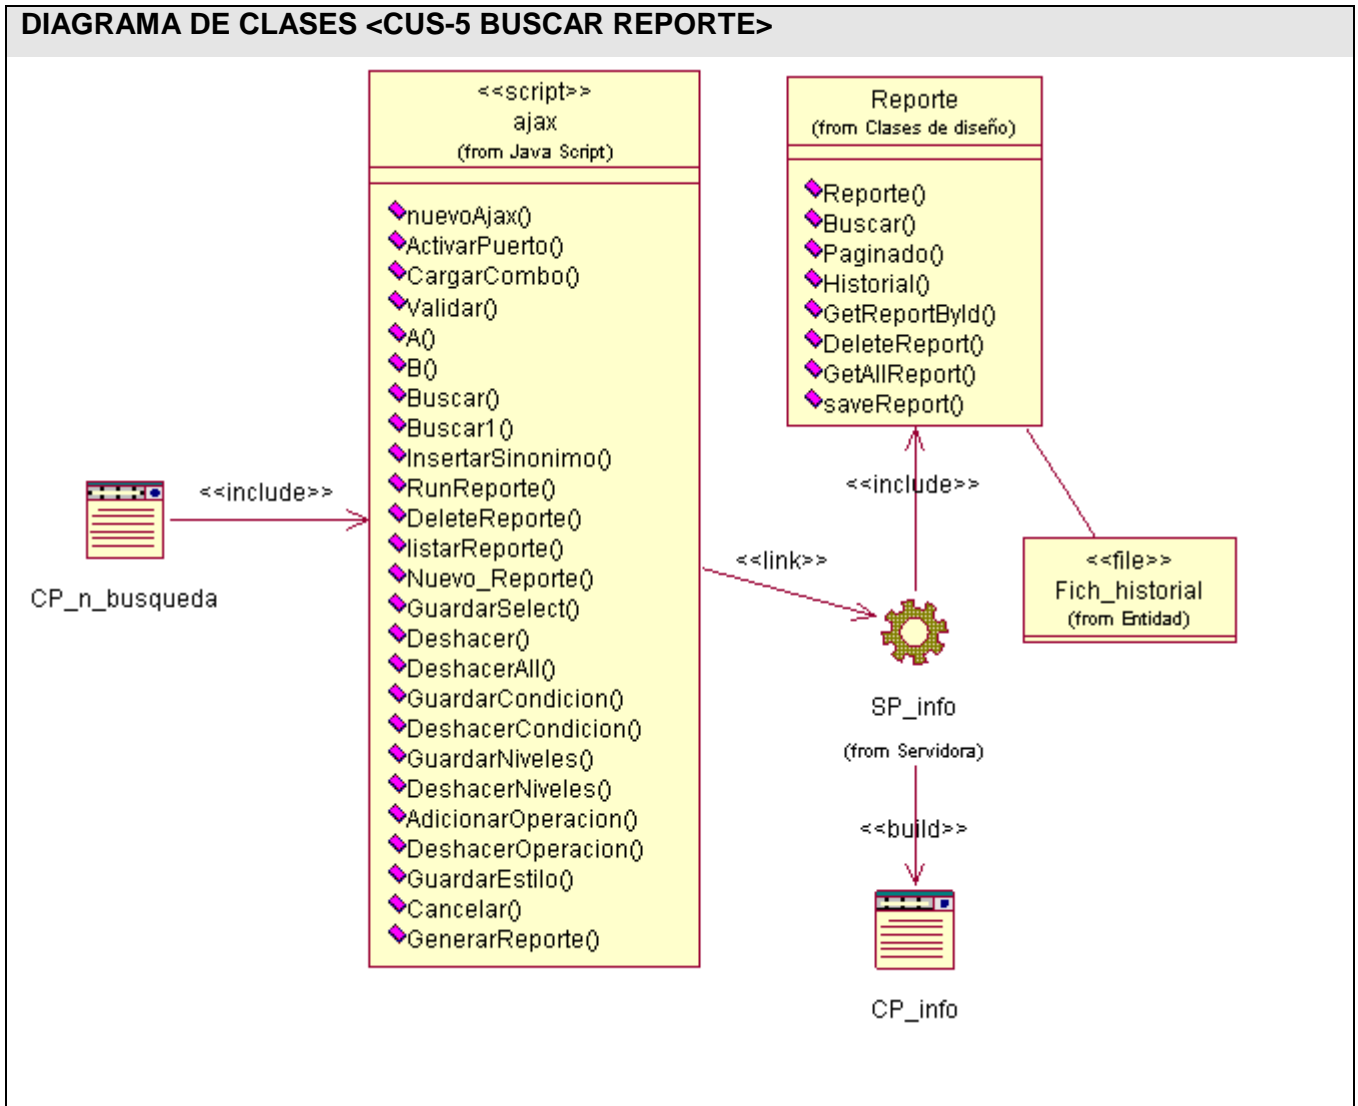 DIAGRAMA DE CLASES <CUS-5 BUSCAR REPORTE>
<<script>>
ajax
(from Java Script)
nuevoAjax()
ActivarPuerto()
CargarCombo()
Validar()
A()
B()
Buscar()
Buscar1()
InsertarSinonimo()
RunReporte()
DeleteReporte()
listarReporte()
Nuevo_Reporte()
GuardarSelect()
Deshacer()
DeshacerAll()
GuardarCondicion()
DeshacerCondicion()
GuardarNiveles()
DeshacerNiveles()
AdicionarOperacion()
DeshacerOperacion()
GuardarEstilo()
Cancelar()
GenerarReporte()
Reporte
(from Clases de diseño)
Reporte()
Buscar()
Paginado()
Historial()
GetReportById()
DeleteReport()
GetAllReport()
saveReport()
<<include>>
CP_n_busqueda
<<include>>
<<link>>
<<file>>
Fich_historial
(from Entidad)
SP_info
(from Servidora)
<<build>>
CP_info